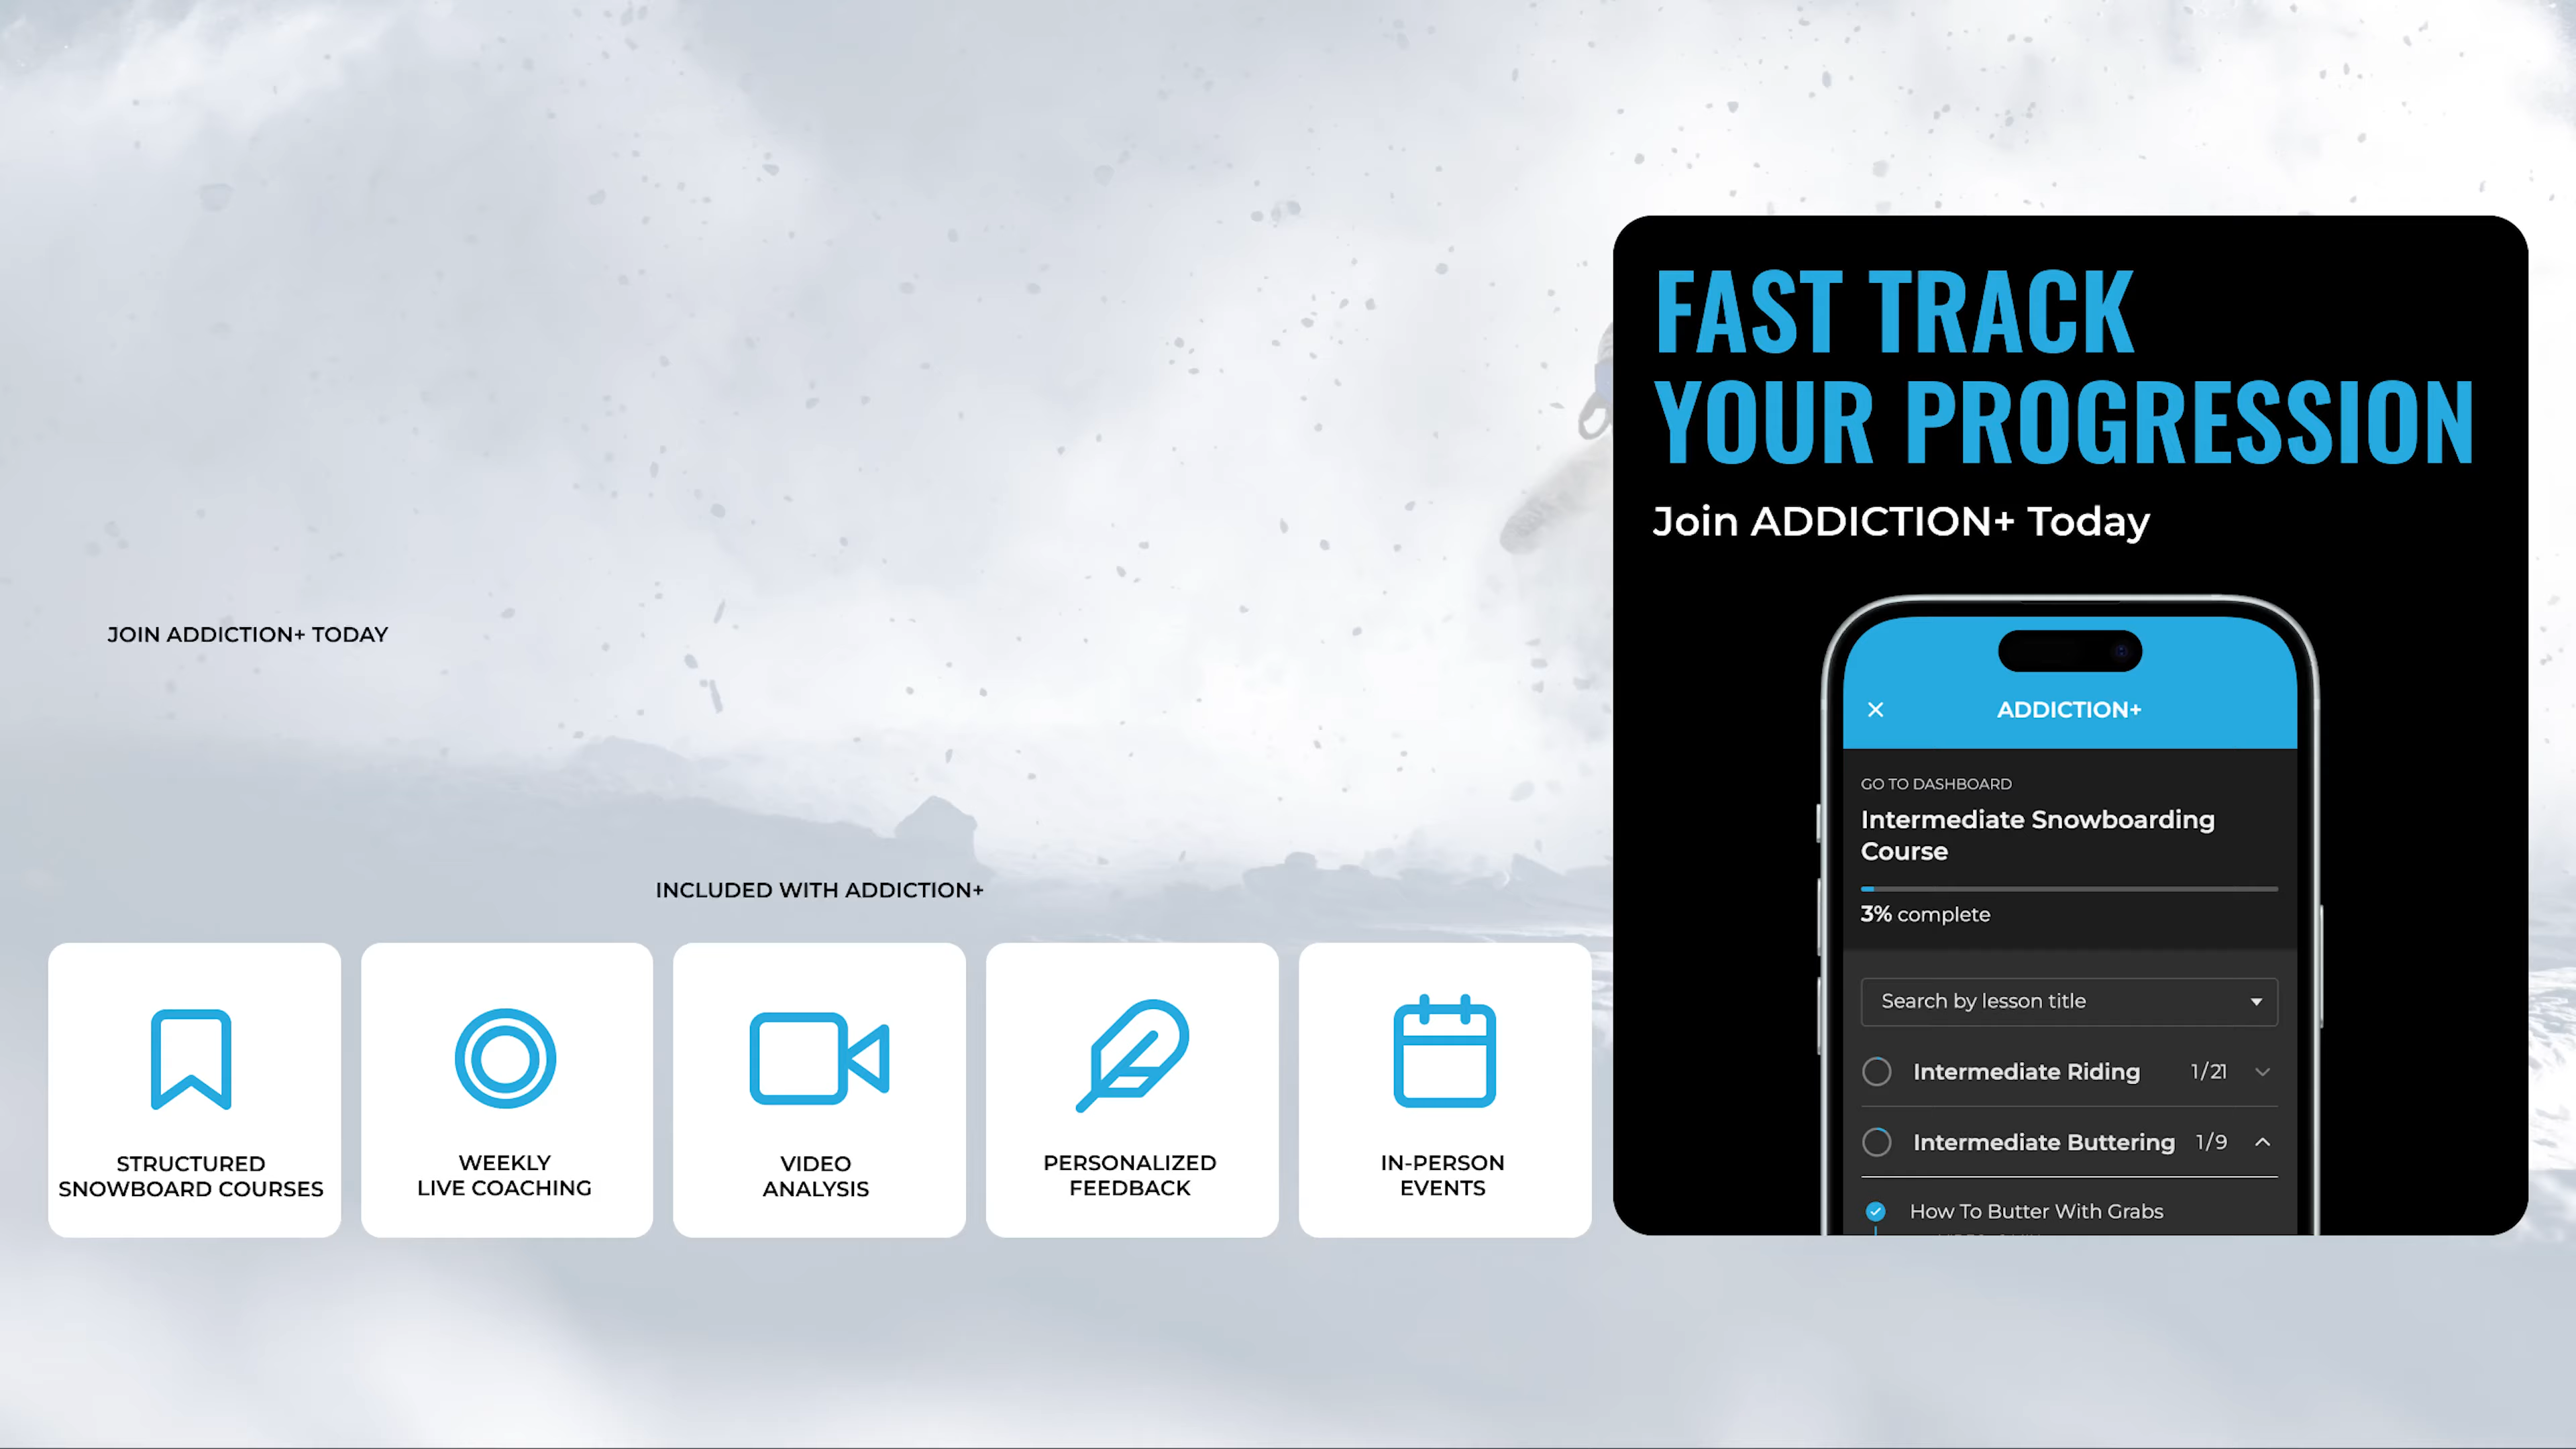 JOIN ADDICTION+ TODAY
INCLUDED WITH ADDICTION+
STRUCTURED
SNOWBOARD COURSES
WEEKLY
LIVE COACHING
VIDEO
ANALYSIS
PERSONALIZED
FEEDBACK
IN-PERSON
EVENTS
FAST TRACK
YOUR PROGRESSION
Join ADDICTION+ Today
ADDICTION+
GO TO DASHBOARD
Intermediate Snowboarding
Course
3% complete
Search by lesson title
Intermediate Riding 1/21
Intermediate Buttering 1/9
How To Butter With Grabs